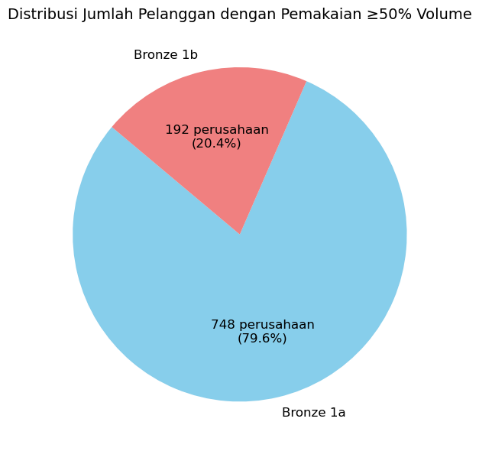 Distribusi Jumlah Pelanggan dengan Pemakaian ≥50% Volume
Bronze 1b
192 perusahaan
(20.4%)
748 perusahaan
(79.6%)
Bronze 1a